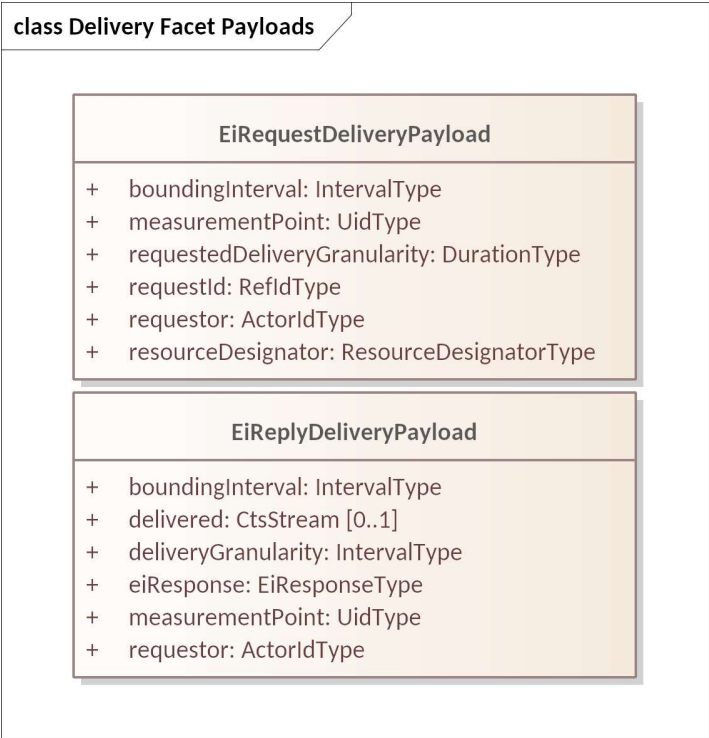 class Delivery Facet Payloads
EiRequestDeliveryPayload
+ boundingInterval: IntervalType
+ measurementPoint: UidType
+ requestedDeliveryGranularity: DurationType
+ requestId: RefIdType
+ requestor: ActorIdType
+ resourceDesignator: ResourceDesignatorType
EiReplyDeliveryPayload
+ boundingInterval: IntervalType
+ delivered: CtsStream [0..1]
+ deliveryGranularity: IntervalType
+ eiResponse: EiResponseType
+ measurementPoint: UidType
+ requestor: ActorIdType